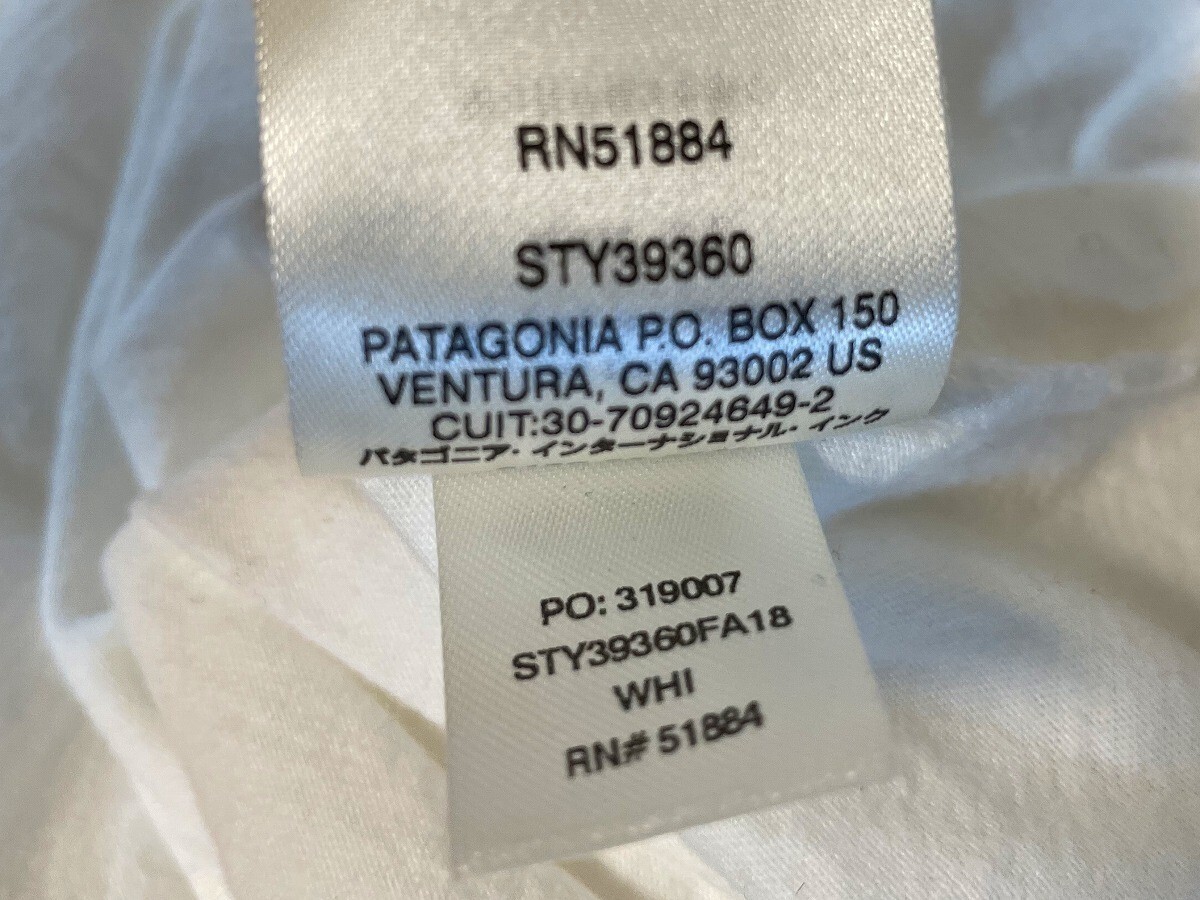 RN51884
STY39360
PATAGONIA P.O. BOX 150
VENTURA, CA 93002 US
CUIT:30-70924649-2
パタゴニア・インターナショナル・インク
PO: 319007
STY39360FA18
WHI
RN# 51884